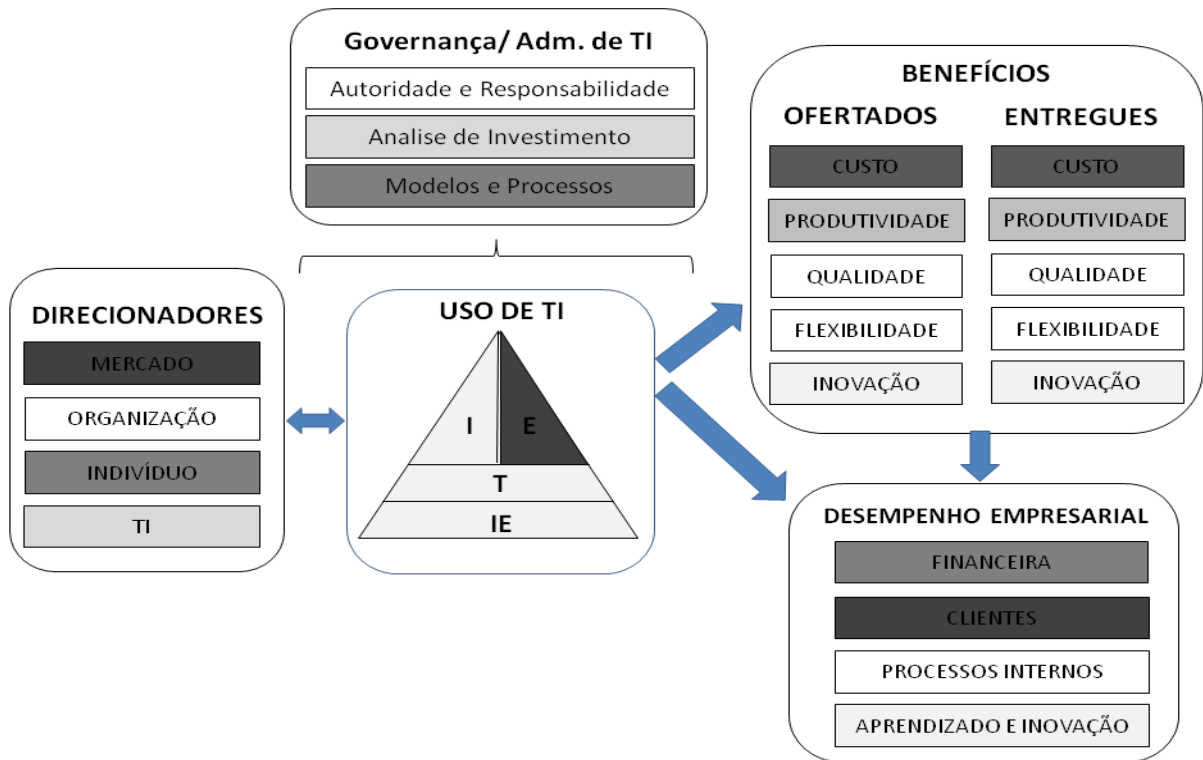 Governança/ Adm. de TI
Autoridade e Responsabilidade
Analise de Investimento
Modelos e Processos
BENEFÍCIOS
OFERTADOS
ENTREGUES
CUSTO
CUSTO
PRODUTIVIDADE
PRODUTIVIDADE
QUALIDADE
QUALIDADE
FLEXIBILIDADE
FLEXIBILIDADE
INOVAÇÃO
INOVAÇÃO
DIRECIONADORES
MERCADO
ORGANIZAÇÃO
INDIVÍDUO
TI
USO DE TI
I
E
T
IE
DESEMPENHO EMPRESARIAL
FINANCEIRA
CLIENTES
PROCESSOS INTERNOS
APRENDIZADO E INOVAÇÃO